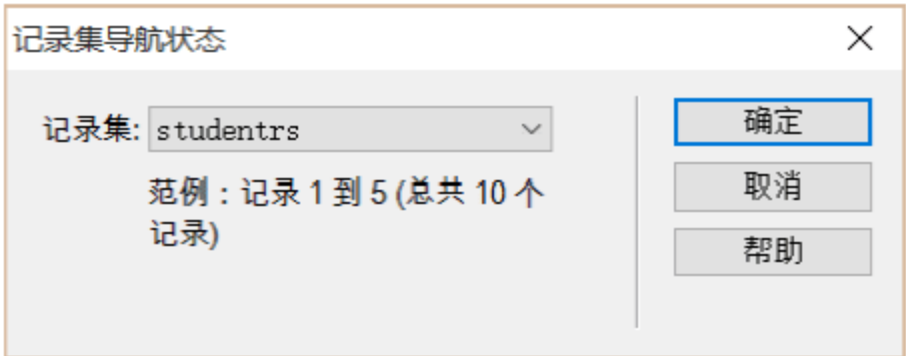 记录集导航状态
记录集: studentrs
范例：记录 1 到 5 (总共 10 个
记录)
确定
取消
帮助